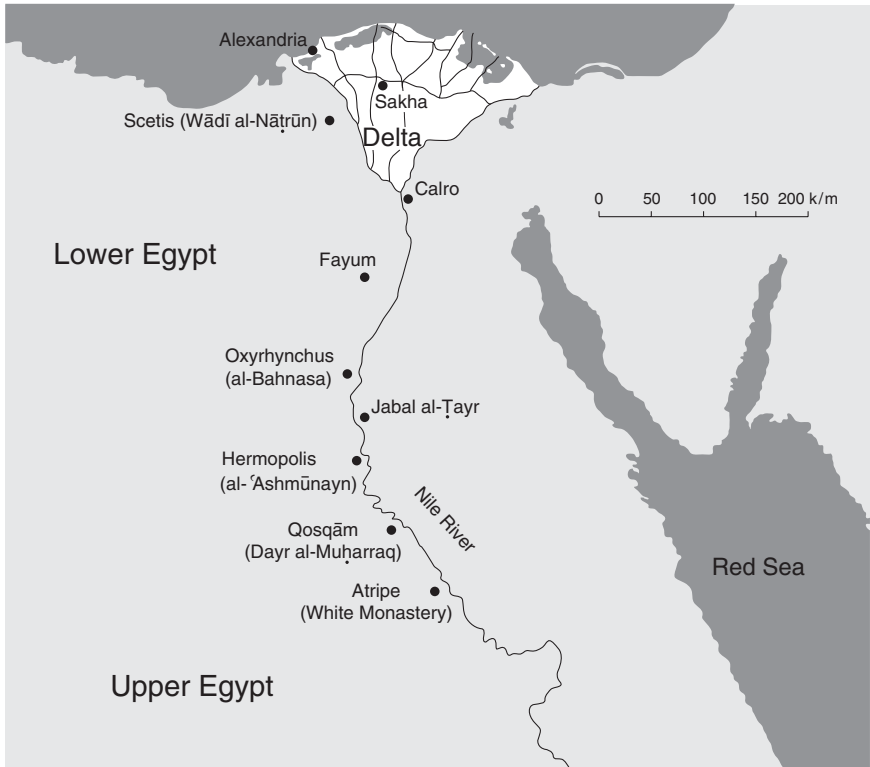 Alexandria
Sakha
Scetis (Wādī al-Nāṭrūn)
Delta
Calro
0 50 100 150 200 k/m
Lower Egypt
Fayum
Oxyrhynchus
(al-Bahnasa)
Jabal al-Ṭayr
Hermopolis
(al-ʿAshmūnayn)
Nile River
Qosqām
(Dayr al-Muḥarraq)
Red Sea
Atripe
(White Monastery)
Upper Egypt